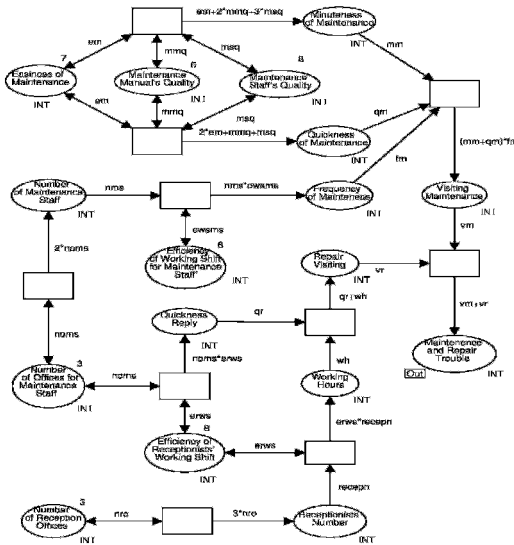 em+2*mmq+3*msq
Minuteness
of Maintenance
INT
mm
7
em
mmq
msq
Easiness of
Maintenance
INT
6
Maintenance
Manual's Quality
INT
8
Maintenance
Staff's Quality
INT
em
mmq
msq
2*em+mmq+msq
qm
Quickness
of Maintenance
INT
fm
(mm+qm)*fm
Number
of Maintenance
Staff
INT
nms
nms*ewsms
Frequency
of Maintenence
INT
Visiting
Maintenance
INT
vm
ewsms
6
Efficiency
of Working Shift
for Maintenance
Staff
INT
2*noms
Repair
Visiting
INT
vr
qr+wh
vm+vr
Quickness
Reply
INT
qr
noms
noms*erws
wh
Maintenence
and Repair
Trouble
Out
INT
3
Number
of Offices for
Maintenance
Staff
INT
noms
Working
Hours
INT
erws
erws*recepn
8
Efficiency of
Receptionists'
Working Shift
INT
erws
recepn
3
Number
of Reception
Offices
INT
nro
3*nro
Receptionists'
Number
INT